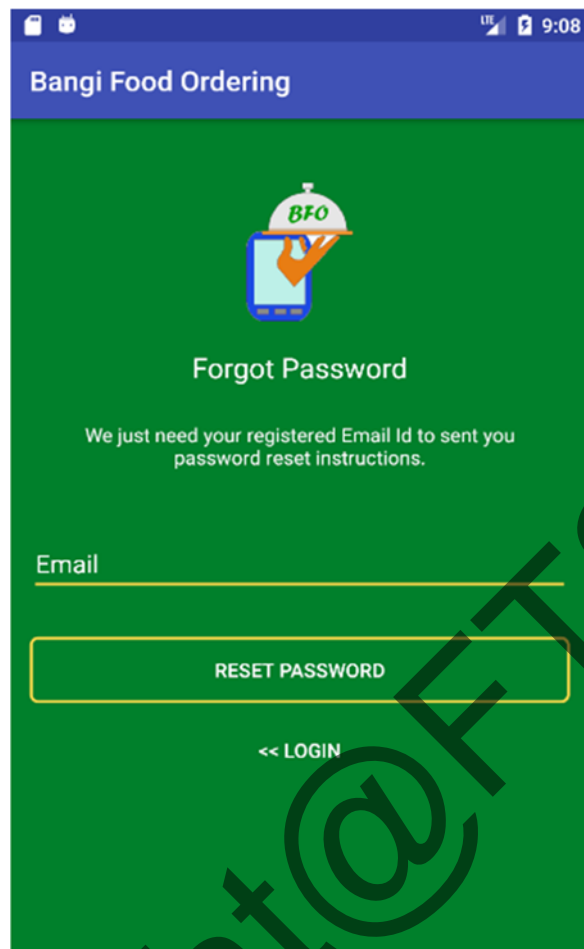 LTE 9:08
Bangi Food Ordering
BFO
Forgot Password
We just need your registered Email Id to sent you
password reset instructions.
Email
RESET PASSWORD
<< LOGIN